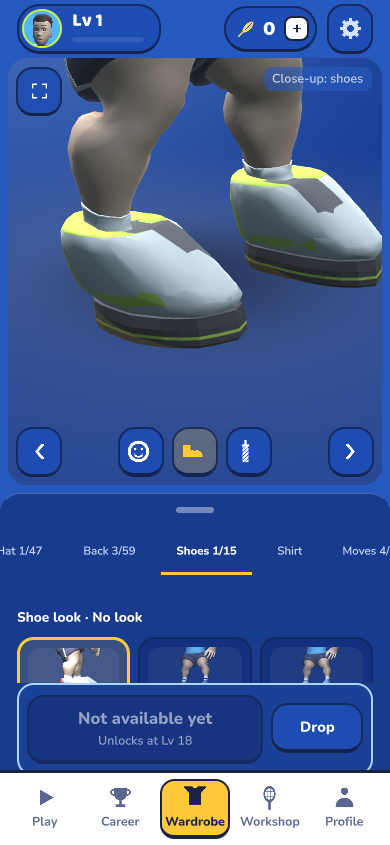 Lv 1
0
Close-up: shoes
Hat 1/47
Back 3/59
Shoes 1/15
Shirt
Moves 4/
Shoe look · No look
Not available yet
Unlocks at Lv 18
Drop
Play
Career
Wardrobe
Workshop
Profile